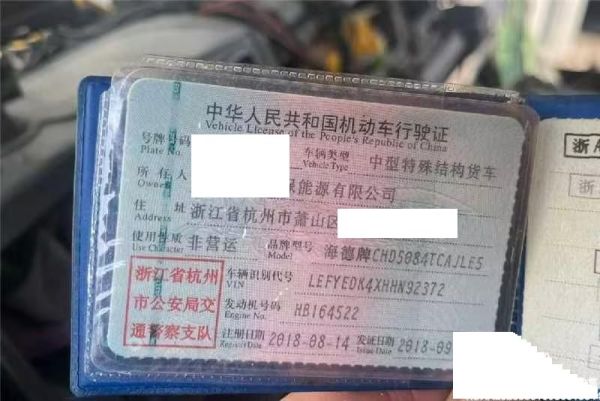 中华人民共和国机动车行驶证
Vehicle License of the People's Republic of China
号牌号码 车辆类型 中型特殊结构货车
Plate No. Vehicle Type
所有人 保能源有限公司
Owner
住址 浙江省杭州市萧山区
Address
使用性质 非营运 品牌型号 海德牌CHD5084TCAJLE5
Use Character Model
浙江省杭州市公安局交通警察支队
车辆识别代号 LEFYEDK4XHHN92372
VIN
发动机号码 HB164522
Engine No.
注册日期 2018-08-14 发证日期 2018-09
Register Date Issue Date
浙A
浙